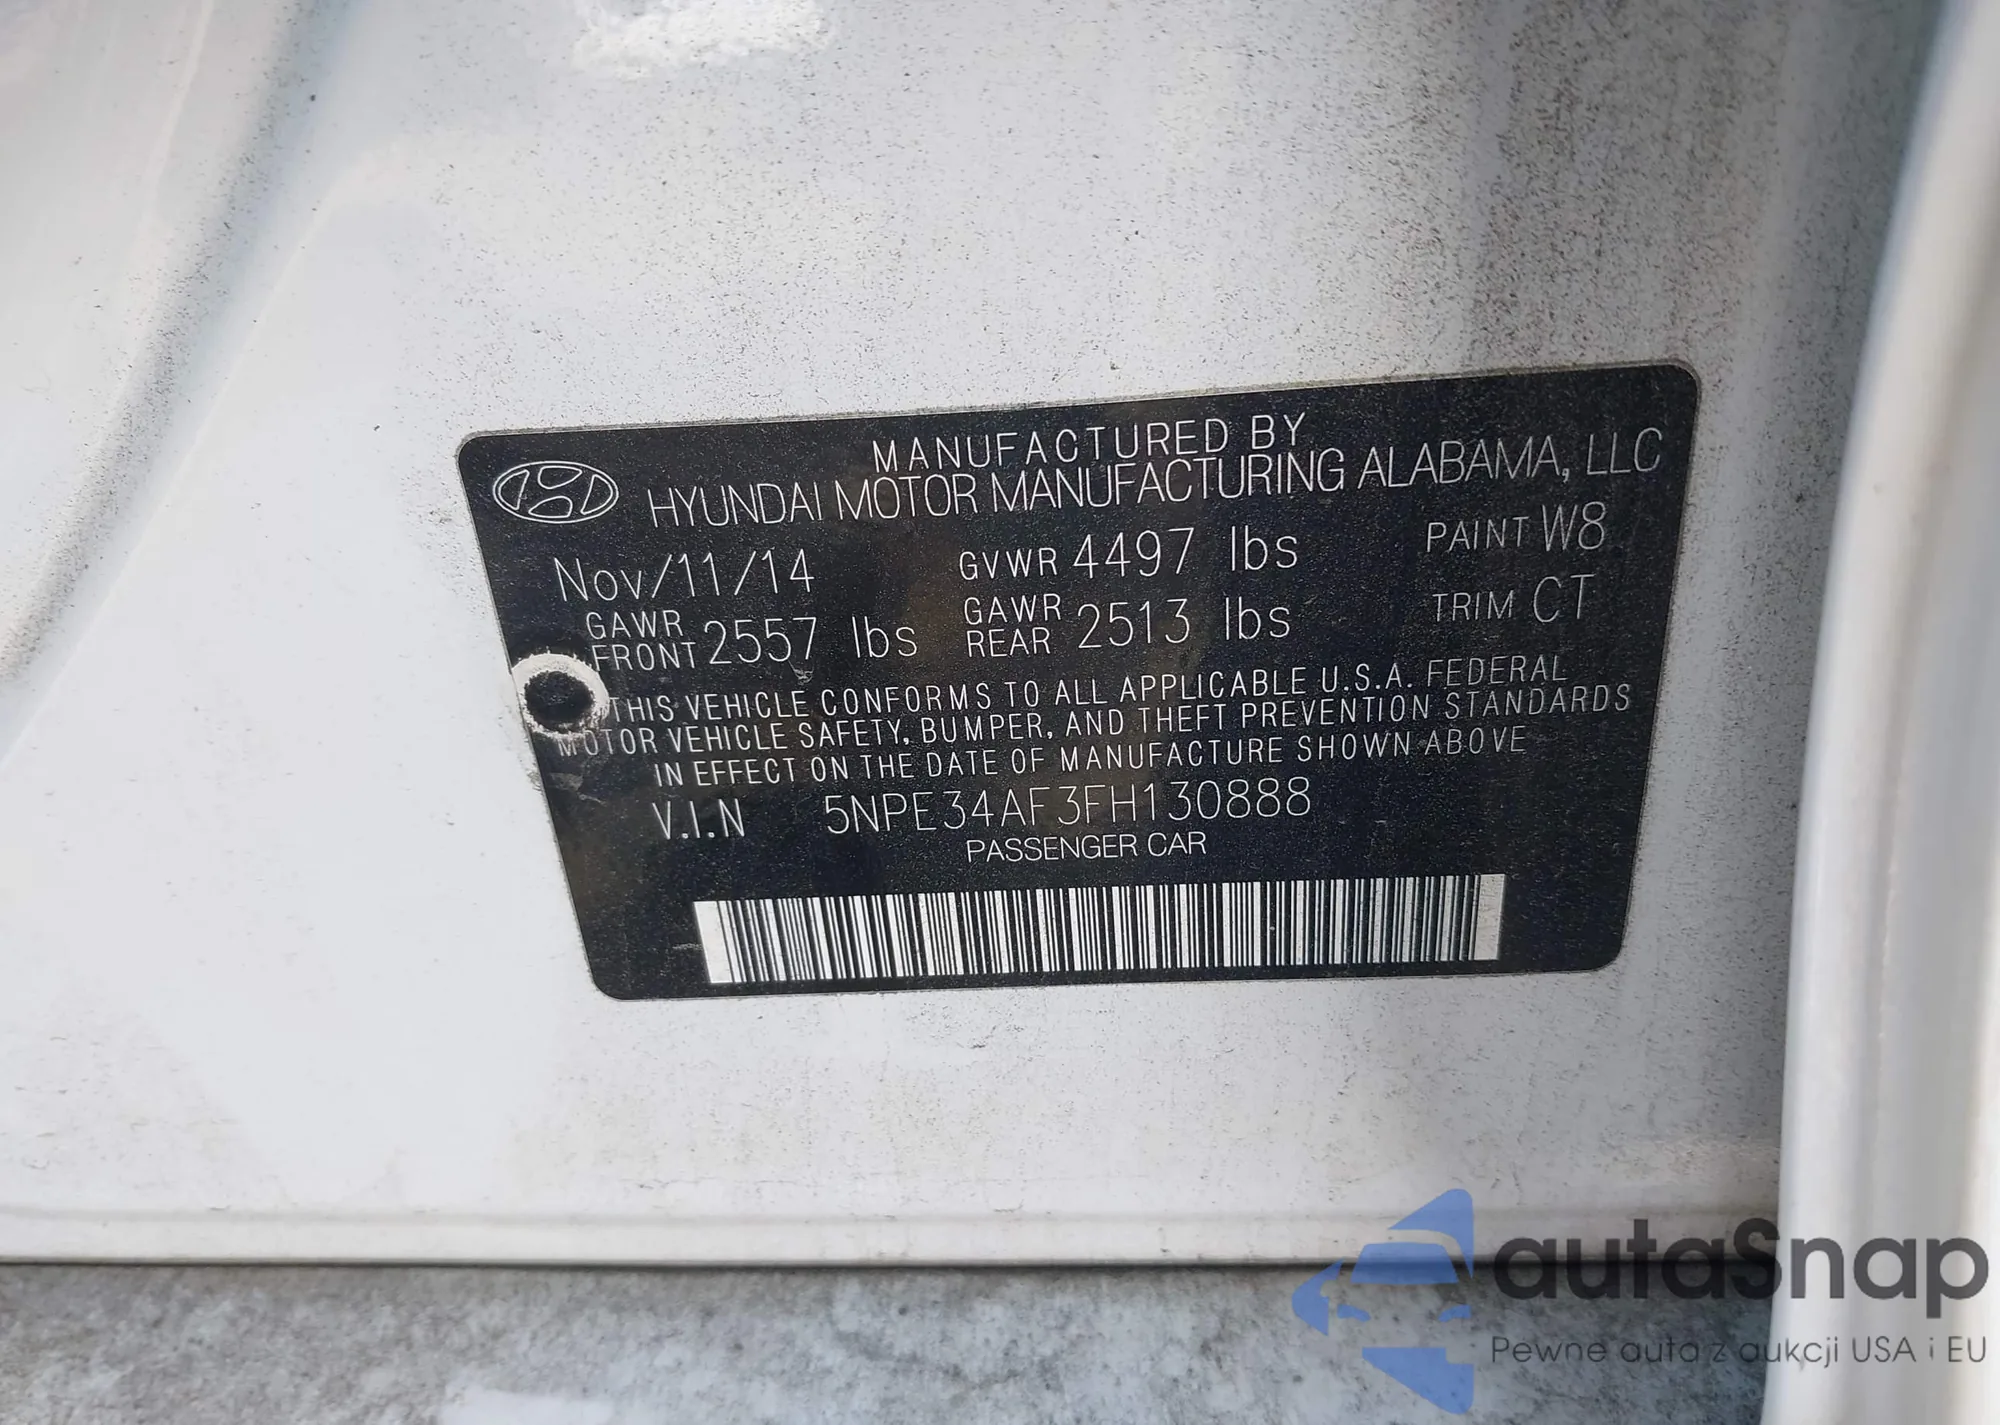 MANUFACTURED BY
HYUNDAI MOTOR MANUFACTURING ALABAMA, LLC
Nov/11/14 GVWR 4497 lbs PAINT W8
GAWR FRONT 2557 lbs GAWR REAR 2513 lbs TRIM CT
THIS VEHICLE CONFORMS TO ALL APPLICABLE U.S.A. FEDERAL
MOTOR VEHICLE SAFETY, BUMPER, AND THEFT PREVENTION STANDARDS
IN EFFECT ON THE DATE OF MANUFACTURE SHOWN ABOVE
V.I.N 5NPE34AF3FH130888
PASSENGER CAR
autaSnap
Pewne auta z aukcji USA i EU